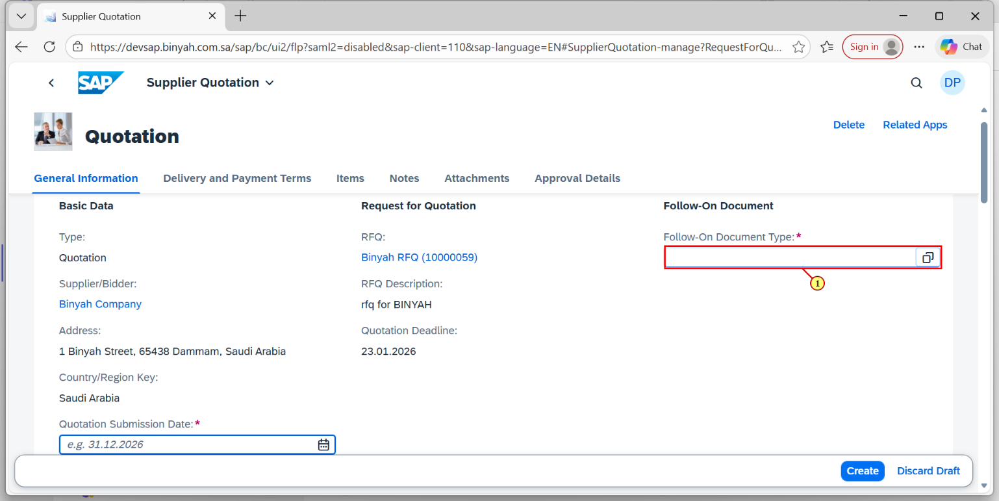 Supplier Quotation
https://devsap.binyah.com.sa/sap/bc/ui2/flp?saml2=disabled&sap-client=110&sap-language=EN#SupplierQuotation-manage?RequestForQu...
Sign in
Chat
SAP
Supplier Quotation
DP
Quotation
Delete
Related Apps
General Information
Delivery and Payment Terms
Items
Notes
Attachments
Approval Details
Basic Data
Type:
Quotation
Supplier/Bidder:
Binyah Company
Address:
1 Binyah Street, 65438 Dammam, Saudi Arabia
Country/Region Key:
Saudi Arabia
Quotation Submission Date:*
e.g. 31.12.2026
Request for Quotation
RFQ:
Binyah RFQ (10000059)
RFQ Description:
rfq for BINYAH
Quotation Deadline:
23.01.2026
Follow-On Document
Follow-On Document Type:*
1
Create
Discard Draft